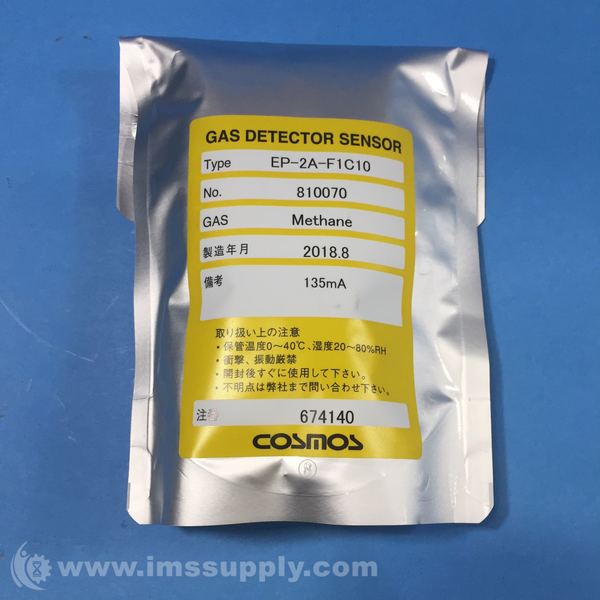 GAS DETECTOR SENSOR
Type EP-2A-F1C10
No. 810070
GAS Methane
製造年月 2018.8
備考 135mA
取り扱い上の注意
・保管温度0～40℃、湿度20～80%RH
・衝撃、振動厳禁
・開封後すぐに使用して下さい。
・不明点は弊社まで問い合わせ下さい。
注 674140
COSMOS
www.imssupply.com